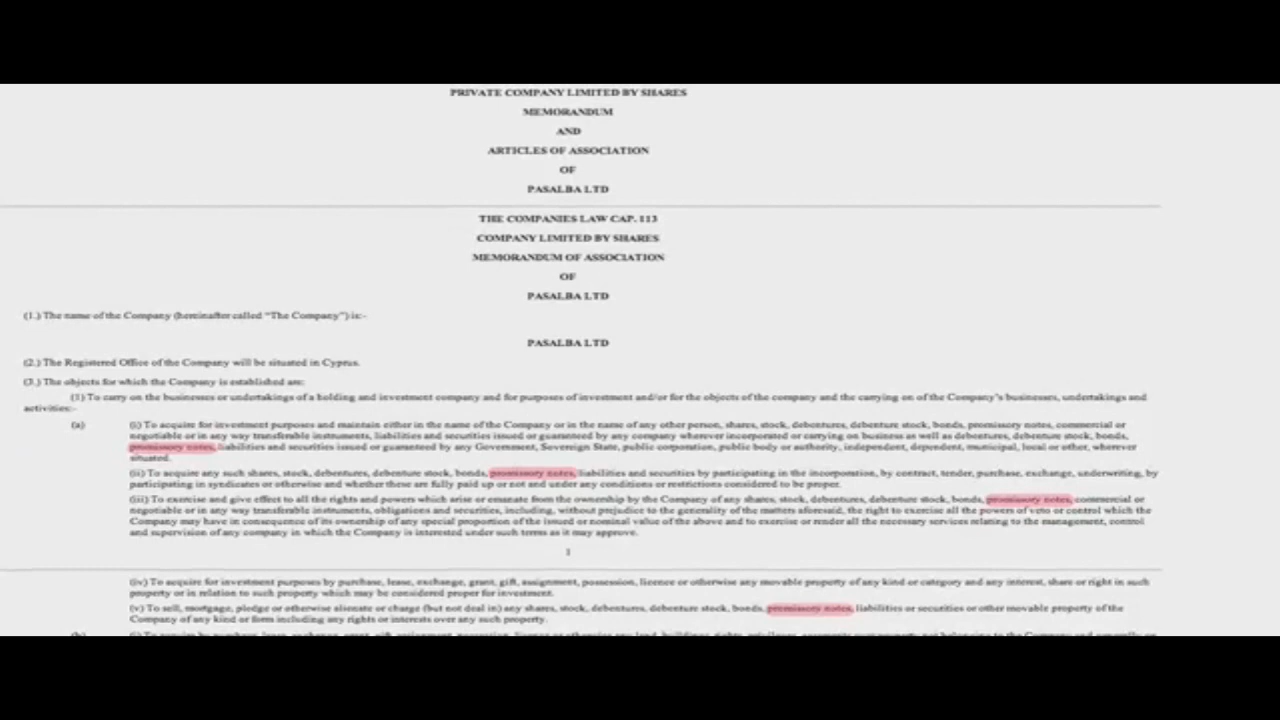 PRIVATE COMPANY LIMITED BY SHARES
MEMORANDUM
AND
ARTICLES OF ASSOCIATION
OF
PASALBA LTD
THE COMPANIES LAW CAP. 113
COMPANY LIMITED BY SHARES
MEMORANDUM OF ASSOCIATION
OF
PASALBA LTD
(1.) The name of the Company (hereinafter called "The Company") is:-
PASALBA LTD
(2.) The Registered Office of the Company will be situated in Cyprus.
(3.) The objects for which the Company is established are:
(1) To carry on the businesses or undertakings of a holding and investment company and for purposes of investment and/or for the objects of the company and the carrying on of the Company's businesses, undertakings and
activities:-
(a) (i) To acquire for investment purposes and maintain either in the name of the Company or in the name of any other person, shares, stock, debentures, debenture stock, bonds, promissory notes, commercial or
negotiable or in any way transferable instruments, liabilities and securities issued or guaranteed by any company wherever incorporated or carrying on business as well as debentures, debenture stock, bonds,
promissory notes, liabilities and securities issued or guaranteed by any Government, Sovereign State, public corporation, public body or authority, independent, dependent, municipal, local or other, wherever
situated.
(ii) To acquire any such shares, stock, debentures, debenture stock, bonds, promissory notes, liabilities and securities by participating in the incorporation, by contract, tender, purchase, exchange, underwriting, by
participating in syndicates or otherwise and whether these are fully paid up or not and under any conditions or restrictions considered to be proper.
(iii) To exercise and give effect to all the rights and powers which arise or emanate from the ownership by the Company of any shares, stock, debentures, debenture stock, bonds, promissory notes, commercial or
negotiable or in any way transferable instruments, obligations and securities, including, without prejudice to the generality of the matters aforesaid, the right to exercise all the powers of veto or control which the
Company may have in consequence of its ownership of any special proportion of the issued or nominal value of the above and to exercise or render all the necessary services relating to the management, control
and supervision of any company in which the Company is interested under such terms as it may approve.
1
(iv) To acquire for investment purposes by purchase, lease, exchange, grant, gift, assignment, possession, licence or otherwise any movable property of any kind or category and any interest, share or right in such
property or in relation to such property which may be considered proper for investment.
(v) To sell, mortgage, pledge or otherwise alienate or charge (but not deal in) any shares, stock, debentures, debenture stock, bonds, promissory notes, liabilities or securities or other movable property of the
Company of any kind or form including any rights or interests over any such property.